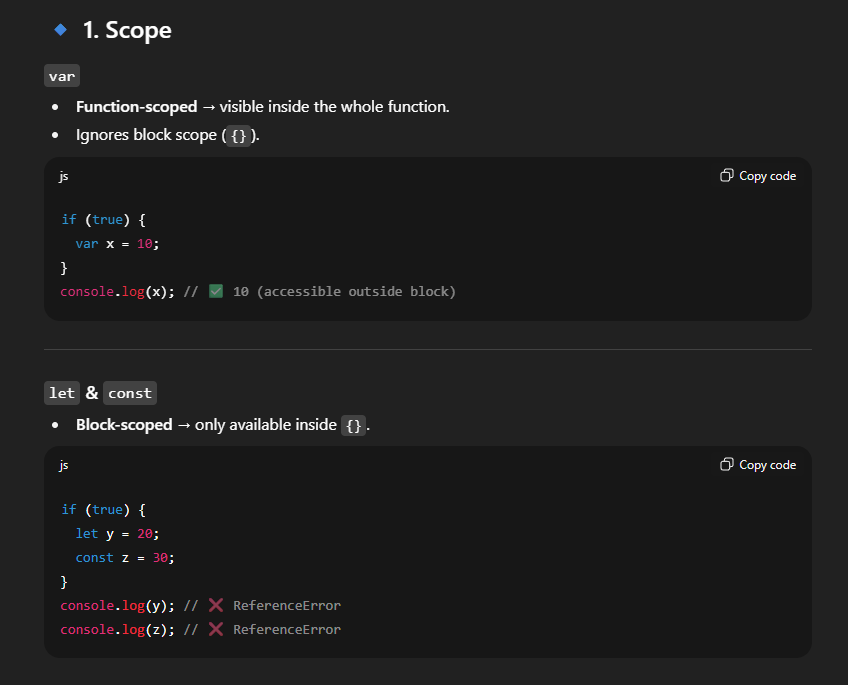 🔹 1. Scope
var
• Function-scoped → visible inside the whole function.
• Ignores block scope ({}).
js Copy code
if (true) {
  var x = 10;
}
console.log(x); // ✅ 10 (accessible outside block)
let & const
• Block-scoped → only available inside {}.
js Copy code
if (true) {
  let y = 20;
  const z = 30;
}
console.log(y); // ❌ ReferenceError
console.log(z); // ❌ ReferenceError